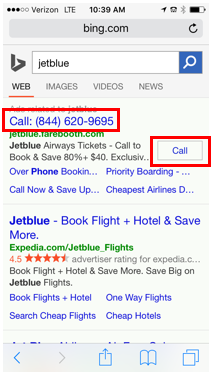 Verizon LTE 10:39 AM
bing.com
jetblue
WEB IMAGES VIDEOS NEWS
Ads related to jetblue
Call: (844) 620-9695
jetblue.farebooth.com
Jetblue Airways Tickets - Call to
Book & Save 80%+ $40. Exclusiv...
Call
Over Phone Bookin...
Priority Boarding - ...
Call Now & Save Up...
Cheapest Airlines D...
Jetblue - Book Flight + Hotel & Save
More.
Expedia.com/Jetblue_Flights
4.5 advertiser rating for expedia.c...
Book Flight + Hotel & Save More. Save Big on
Jetblue Flights.
Book Flights + Hotel
One Way Flights
Search Cheap Flights
Cheap Hotels